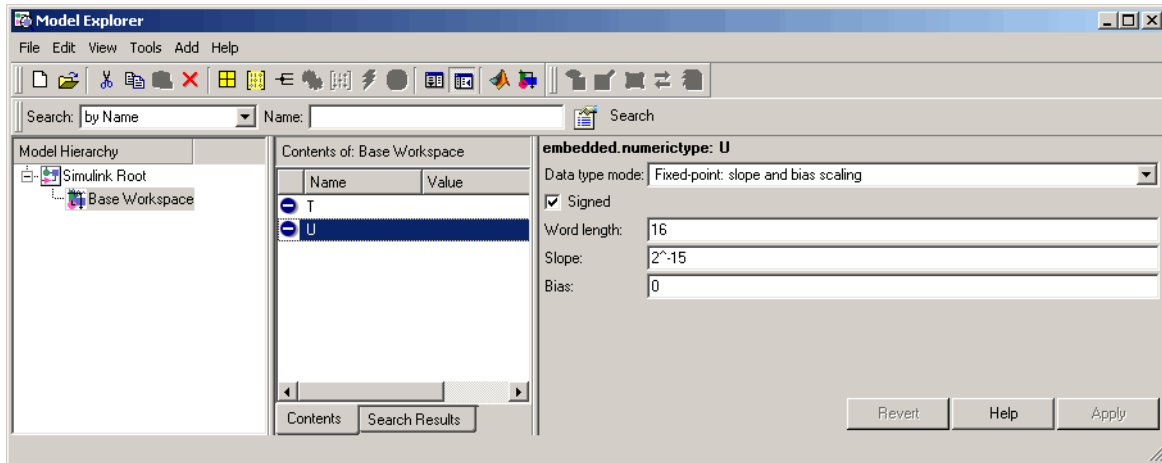 Model Explorer
File Edit View Tools Add Help
Search: by Name Name: Search
Model Hierarchy
Simulink Root
Base Workspace
Contents of: Base Workspace
Name Value
T
U
Contents Search Results
embedded.numerictype: U
Data type mode: Fixed-point: slope and bias scaling
Signed
Word length: 16
Slope: 2^-15
Bias: 0
Revert Help Apply